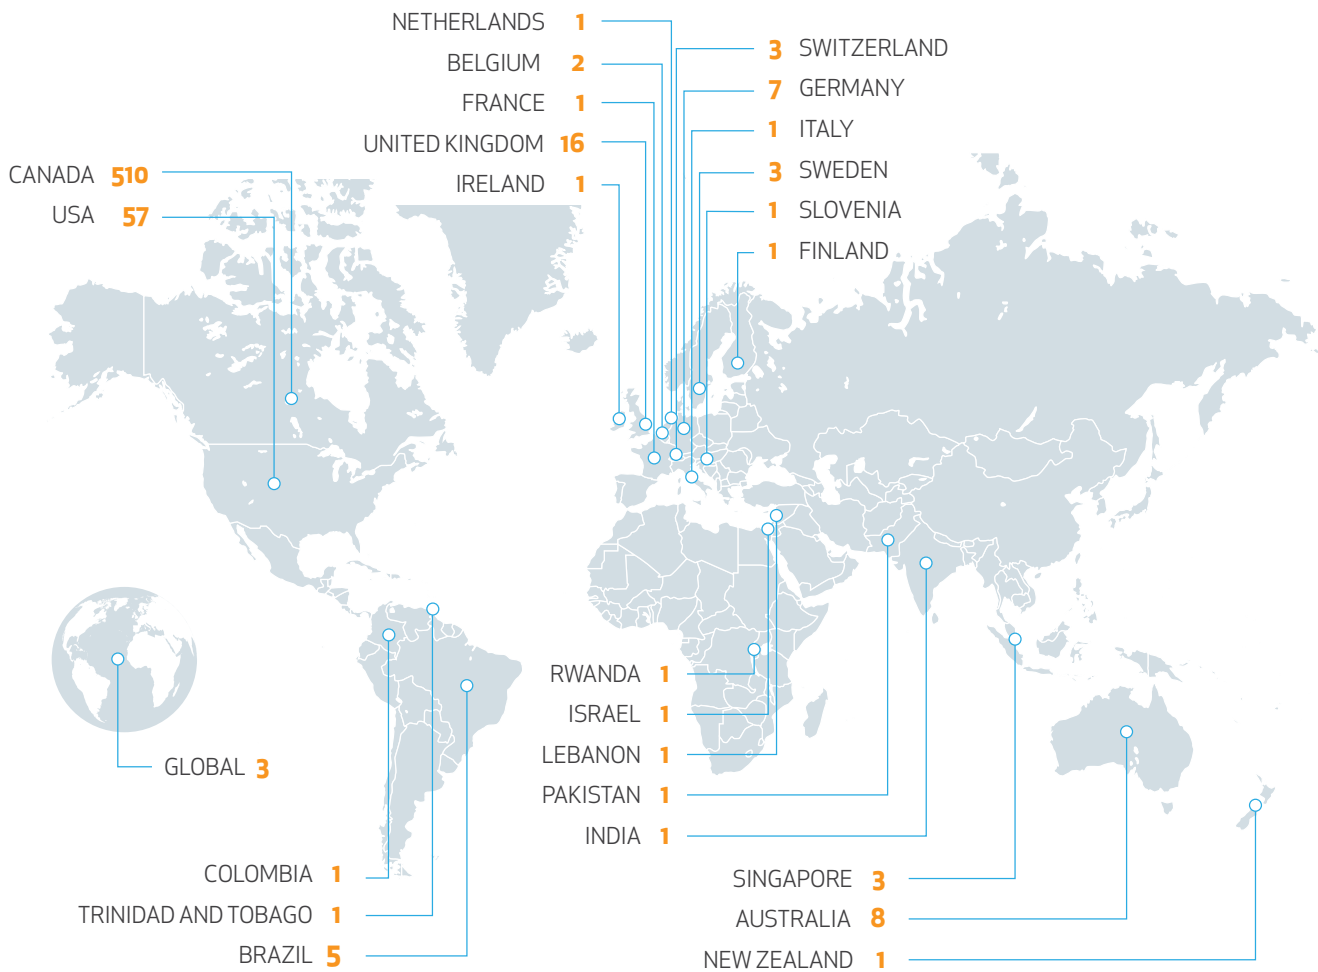 NETHERLANDS 1
BELGIUM 2
FRANCE 1
UNITED KINGDOM 16
IRELAND 1
3 SWITZERLAND
7 GERMANY
1 ITALY
3 SWEDEN
1 SLOVENIA
1 FINLAND
CANADA 510
USA 57
RWANDA 1
ISRAEL 1
LEBANON 1
PAKISTAN 1
INDIA 1
GLOBAL 3
COLOMBIA 1
TRINIDAD AND TOBAGO 1
BRAZIL 5
SINGAPORE 3
AUSTRALIA 8
NEW ZEALAND 1